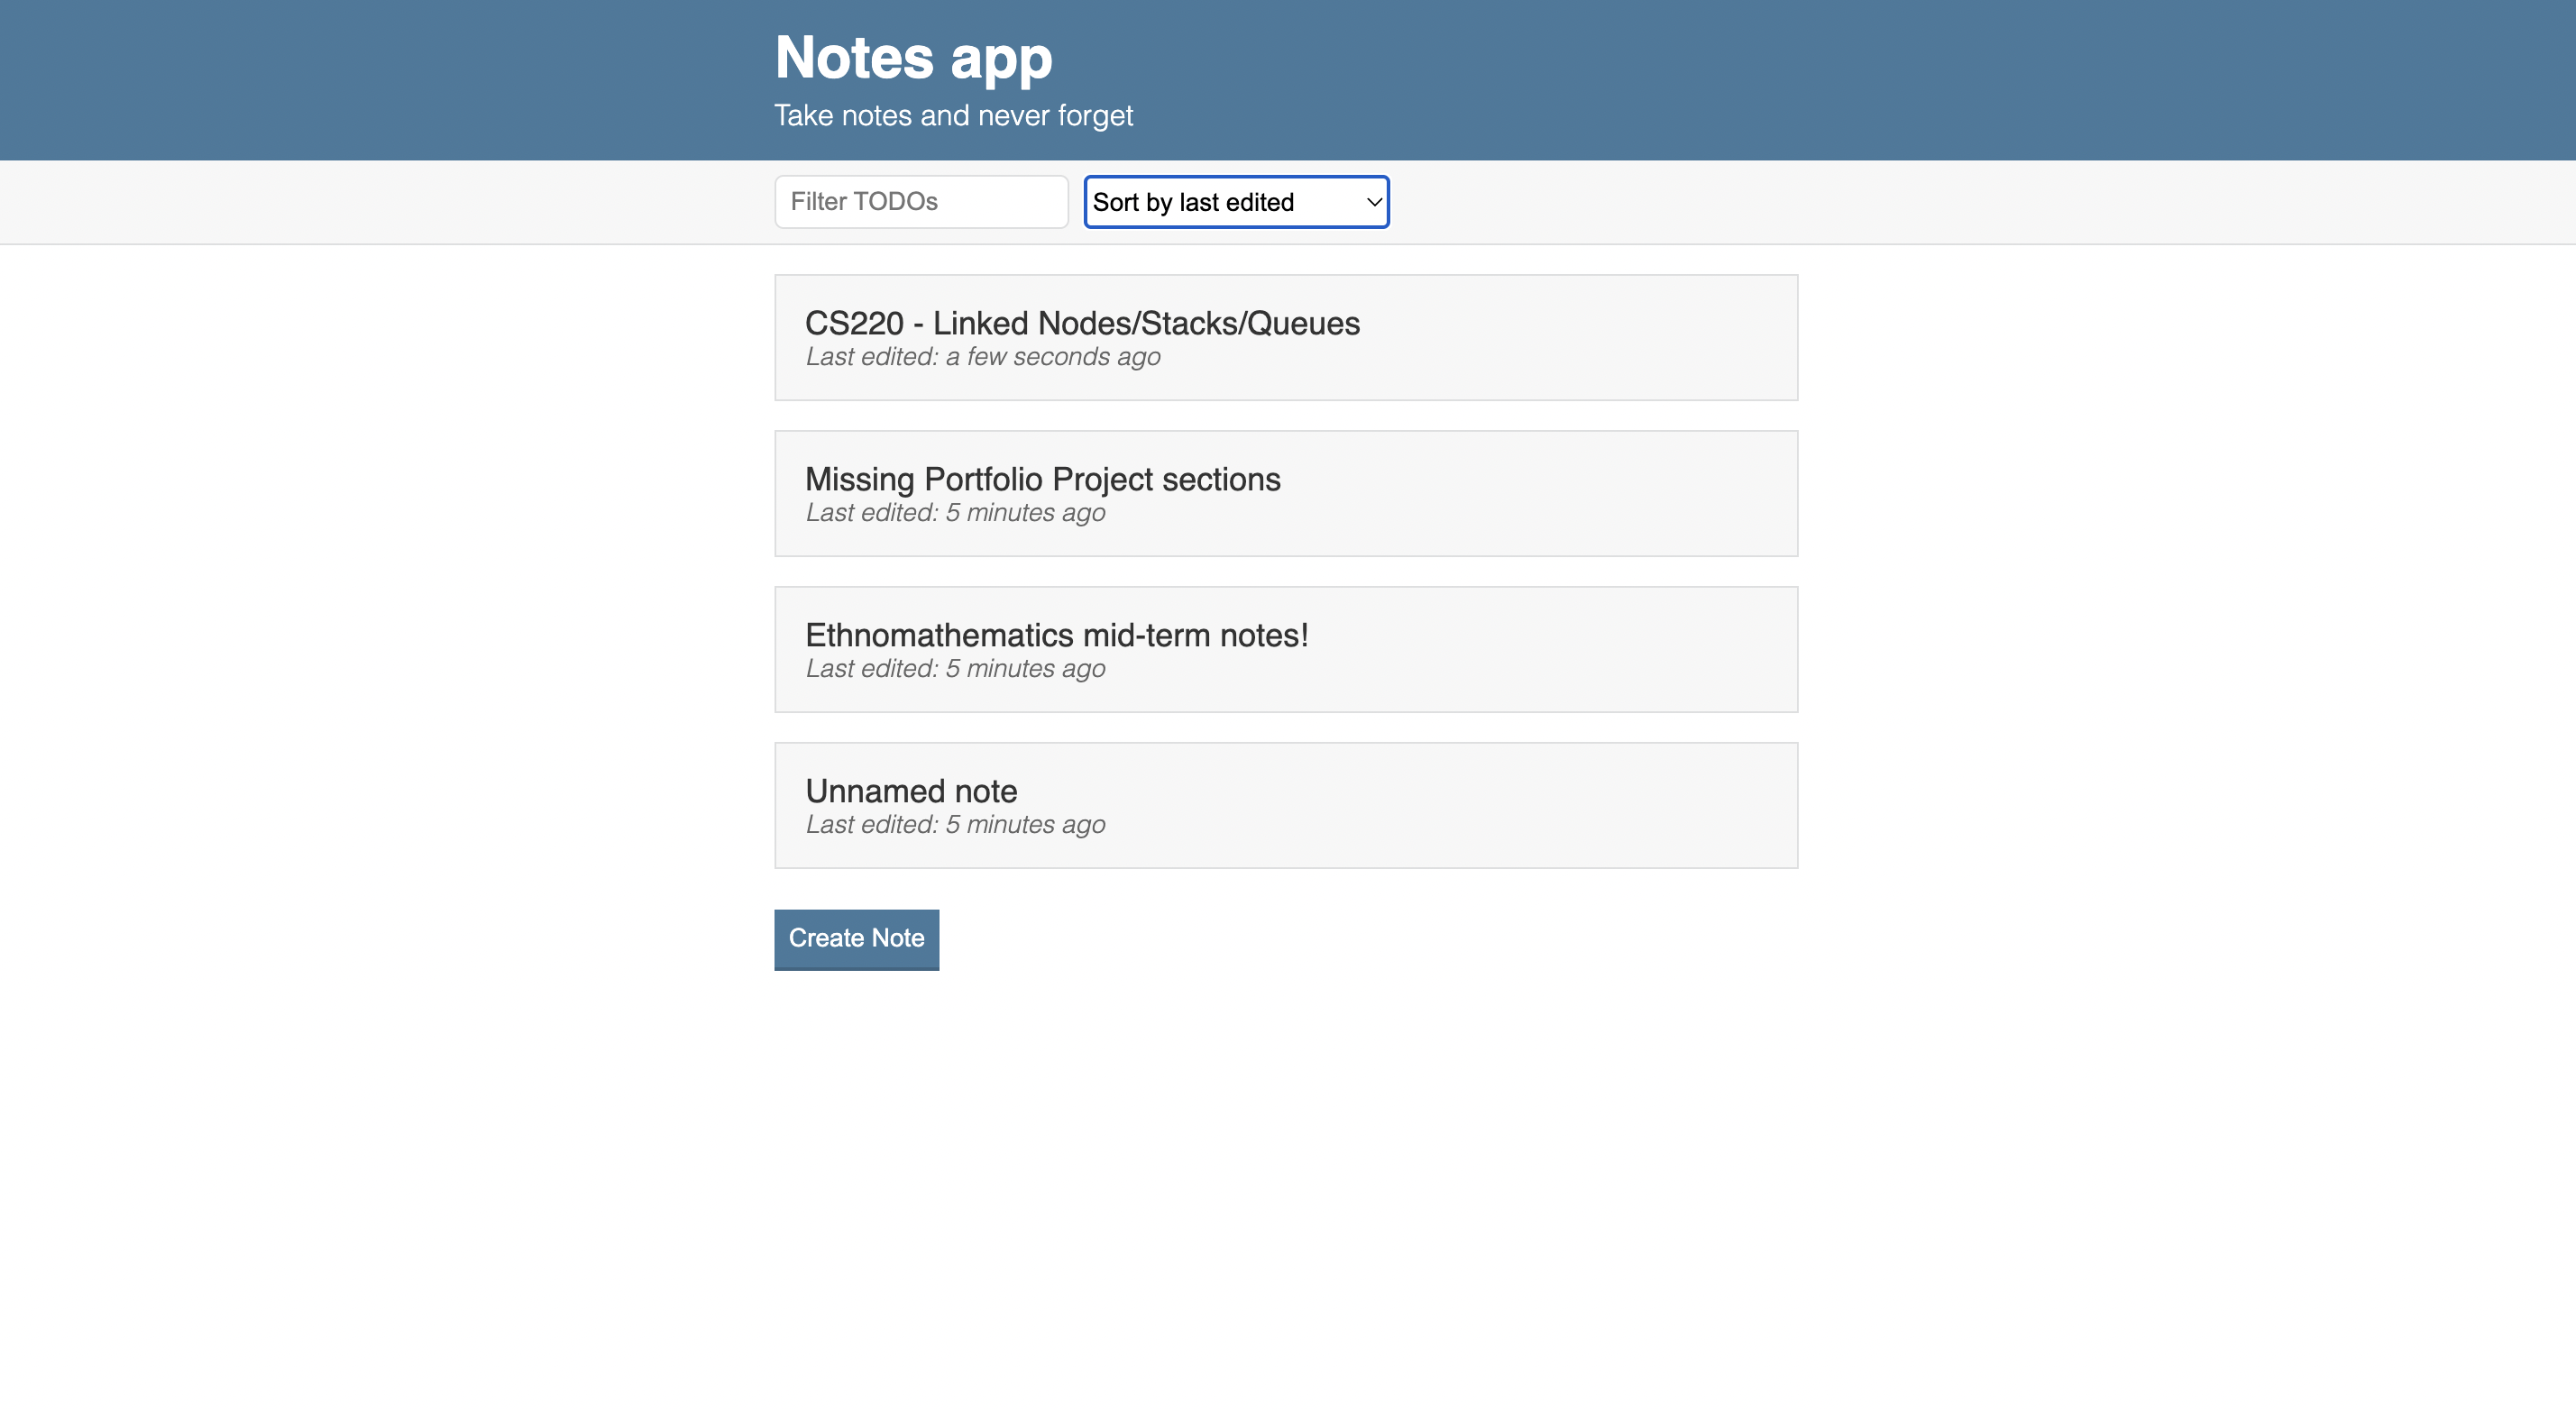 Notes app
Take notes and never forget
Filter TODOs
Sort by last edited
CS220 - Linked Nodes/Stacks/Queues
Last edited: a few seconds ago
Missing Portfolio Project sections
Last edited: 5 minutes ago
Ethnomathematics mid-term notes!
Last edited: 5 minutes ago
Unnamed note
Last edited: 5 minutes ago
Create Note